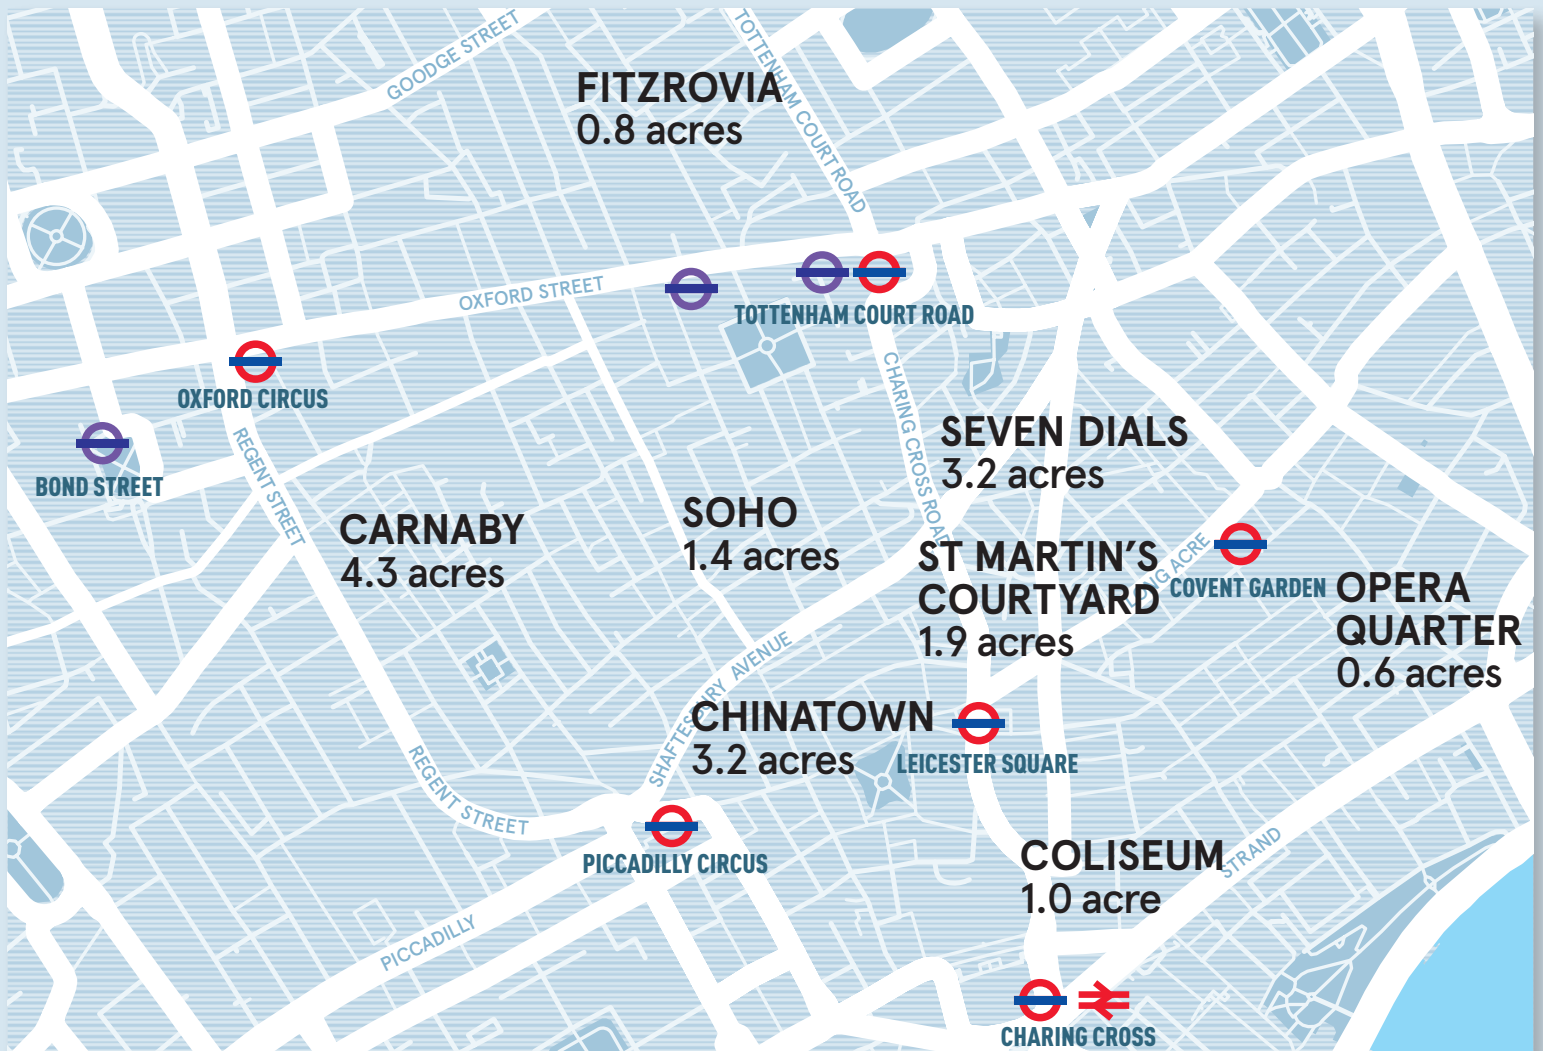 GOODGE STREET
TOTTENHAM COURT ROAD
FITZROVIA
0.8 acres
OXFORD STREET
TOTTENHAM COURT ROAD
OXFORD CIRCUS
BOND STREET
REGENT STREET
CHARING CROSS ROAD
SEVEN DIALS
3.2 acres
CARNABY
4.3 acres
SOHO
1.4 acres
ST MARTIN’S
COURTYARD
1.9 acres
LONG ACRE
COVENT GARDEN
OPERA
QUARTER
0.6 acres
SHAFTESBURY AVENUE
CHINATOWN
3.2 acres
LEICESTER SQUARE
REGENT STREET
PICCADILLY CIRCUS
COLISEUM
1.0 acre
STRAND
PICCADILLY
CHARING CROSS